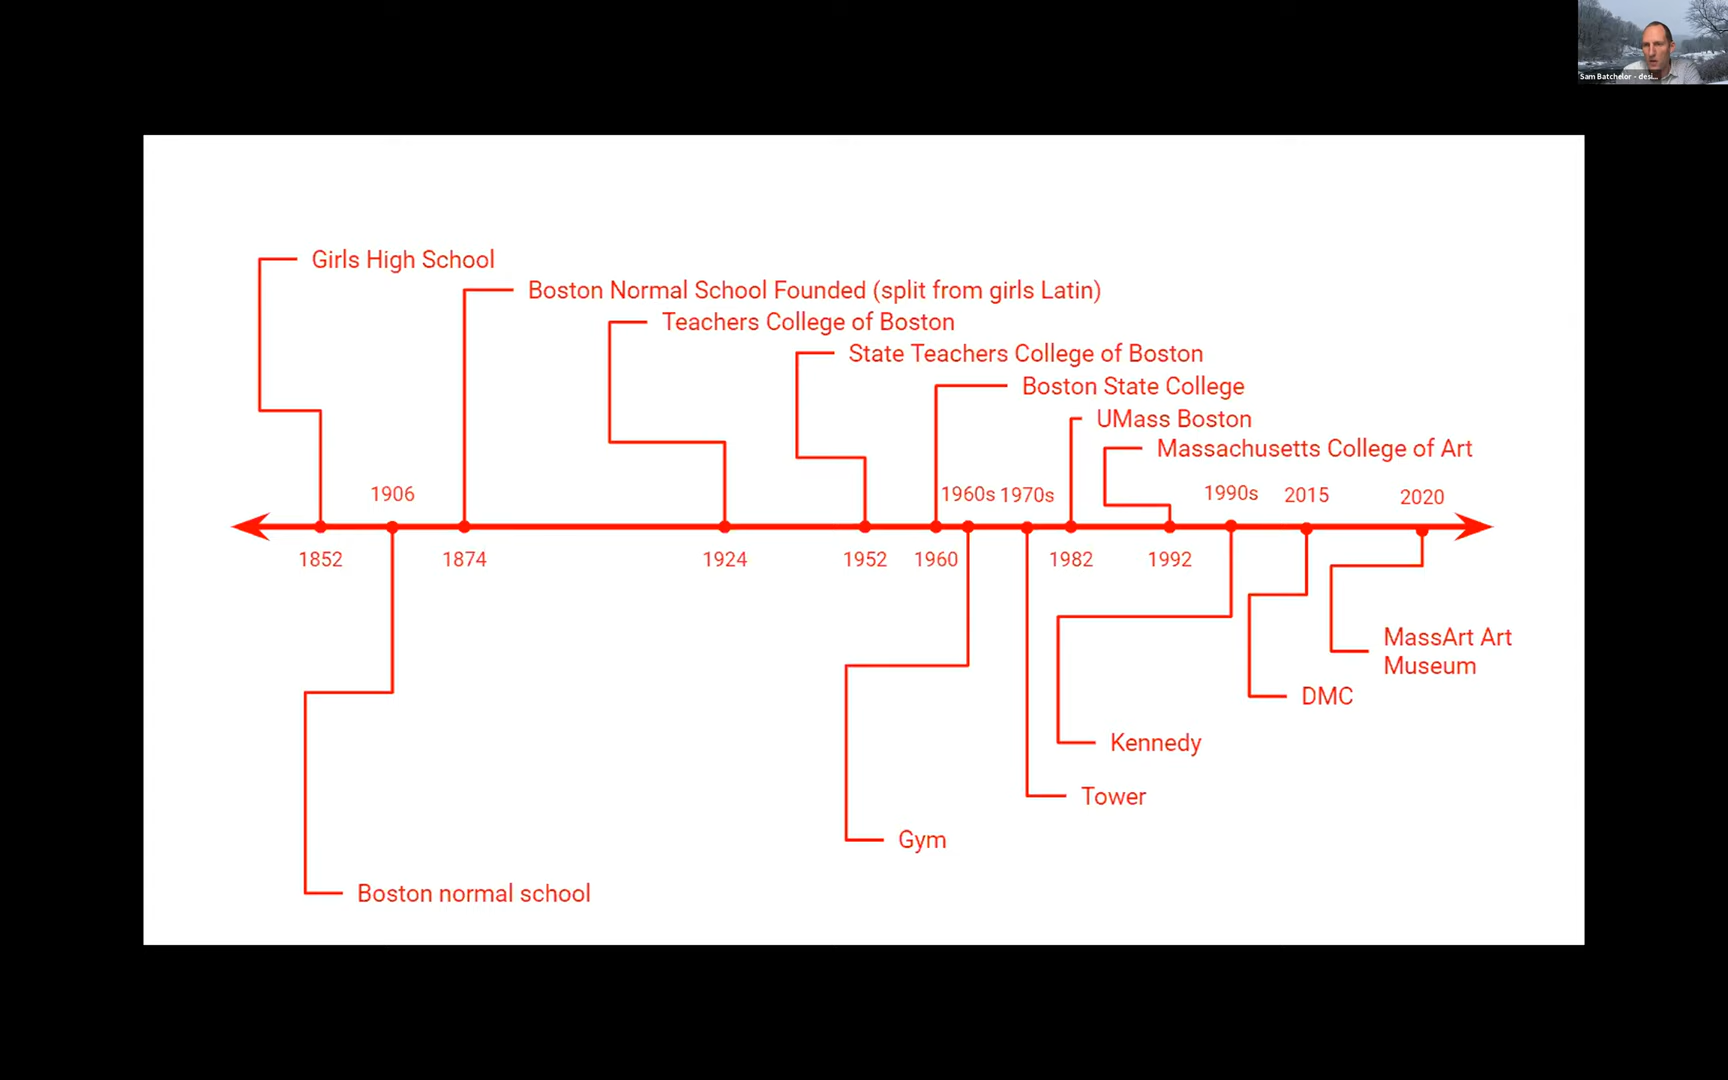 Sam Batchelor - desi...
Girls High School
Boston Normal School Founded (split from girls Latin)
Teachers College of Boston
State Teachers College of Boston
Boston State College
UMass Boston
Massachusetts College of Art
1906
1960s
1970s
1990s
2015
2020
1852
1874
1924
1952
1960
1982
1992
MassArt Art
Museum
DMC
Kennedy
Tower
Gym
Boston normal school